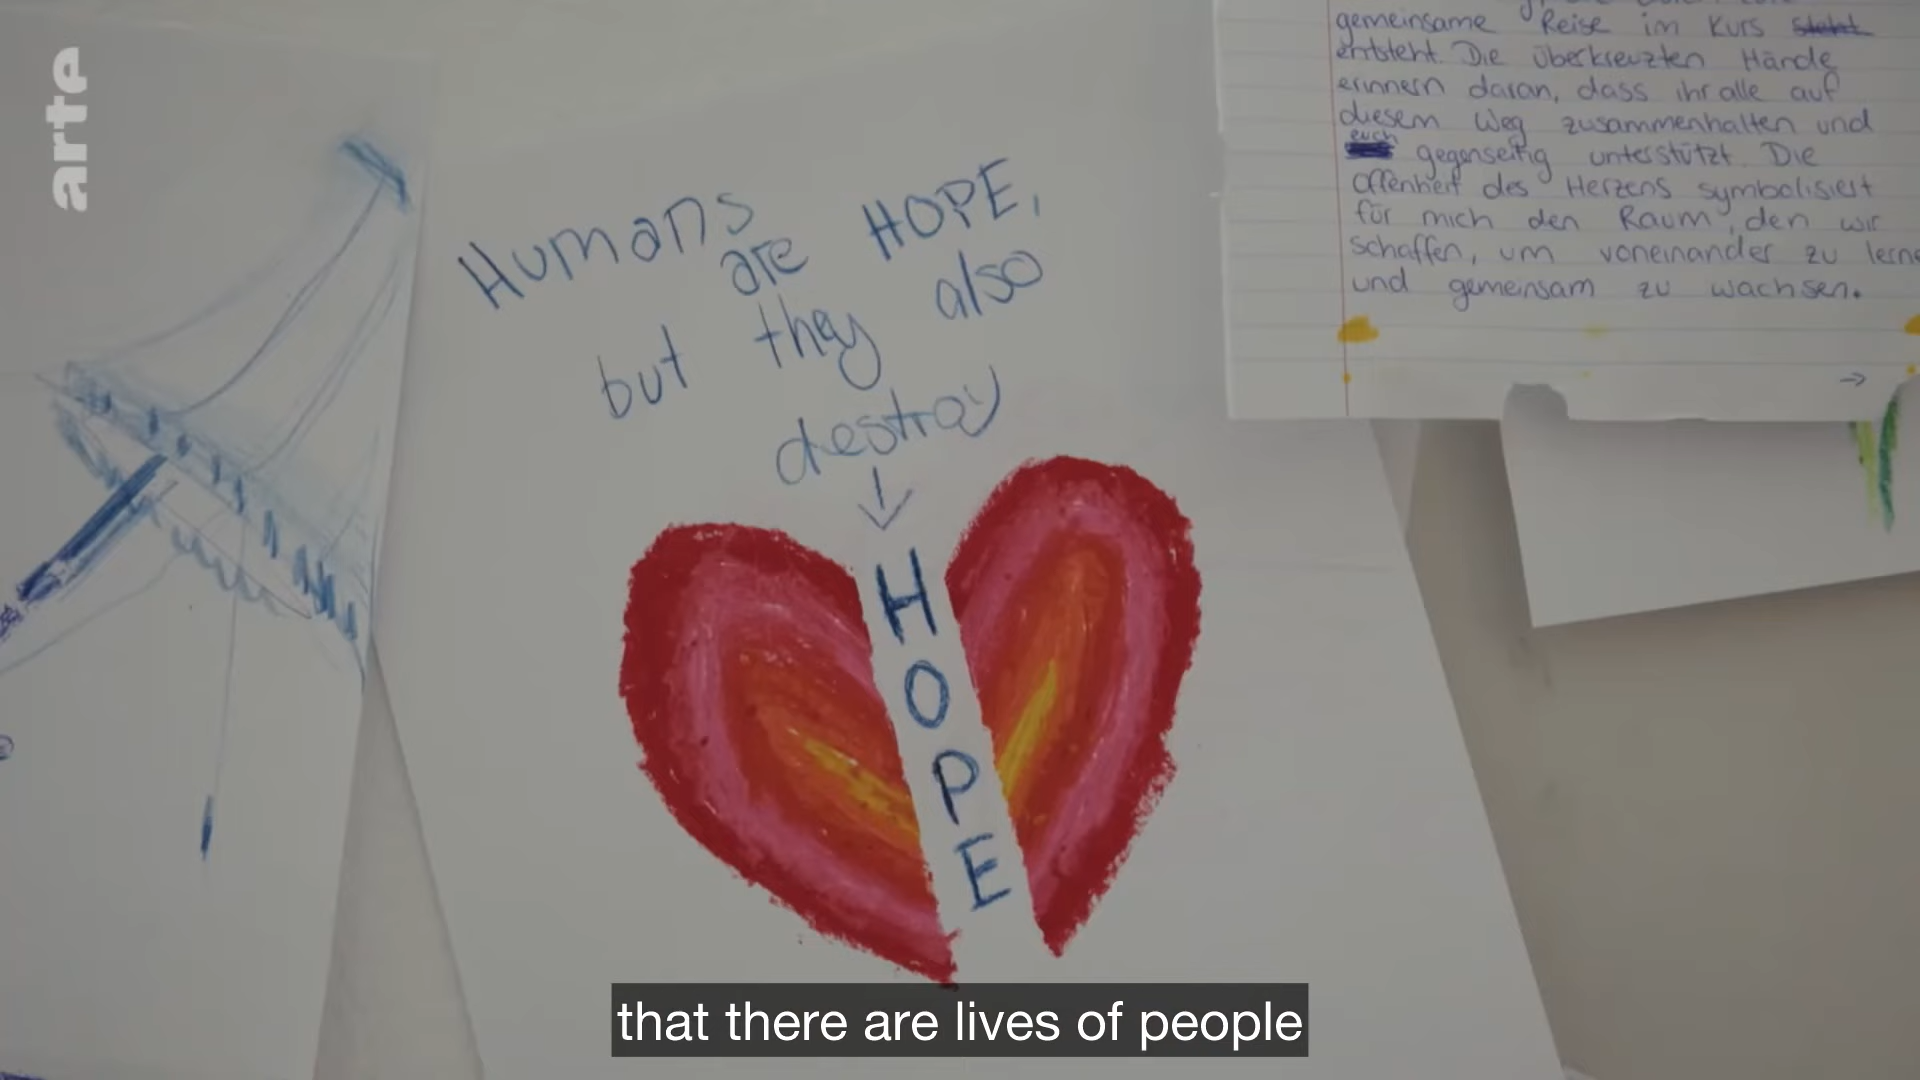 arte
gemeinsame Reise im Kurs steht
entsteht. Die überkreuzten Hände
erinnern daran, dass ihr alle auf
diesem Weg zusammenhalten und
euch
gegenseitig unterstützt. Die
Offenheit des Herzens symbolisiert
für mich den Raum, den wir
schaffen, um voneinander zu lerne
und gemeinsam zu wachsen.
→
Humans
are HOPE,
but they also
destroy
↓
H
O
P
E
that there are lives of people